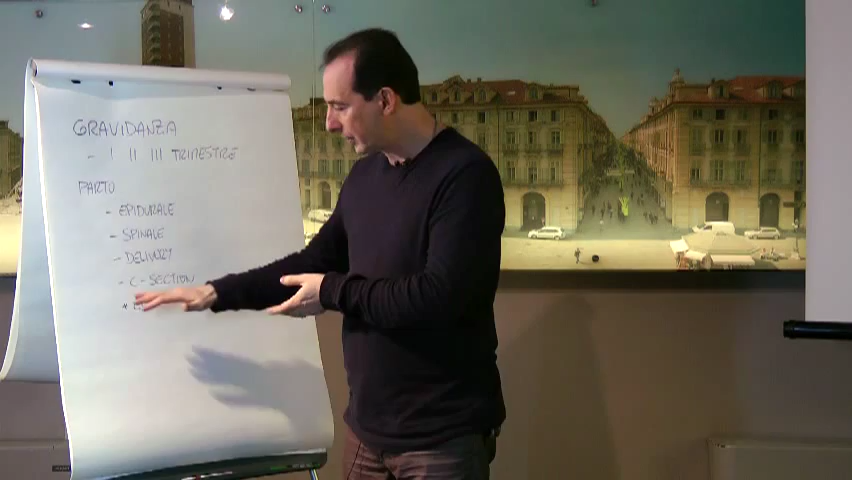 GRAVIDANZA
- I II III TRIMESTRE
PARTO
- EPIDURALE
- SPINALE
- DELIVERY
- C-SECTION
*